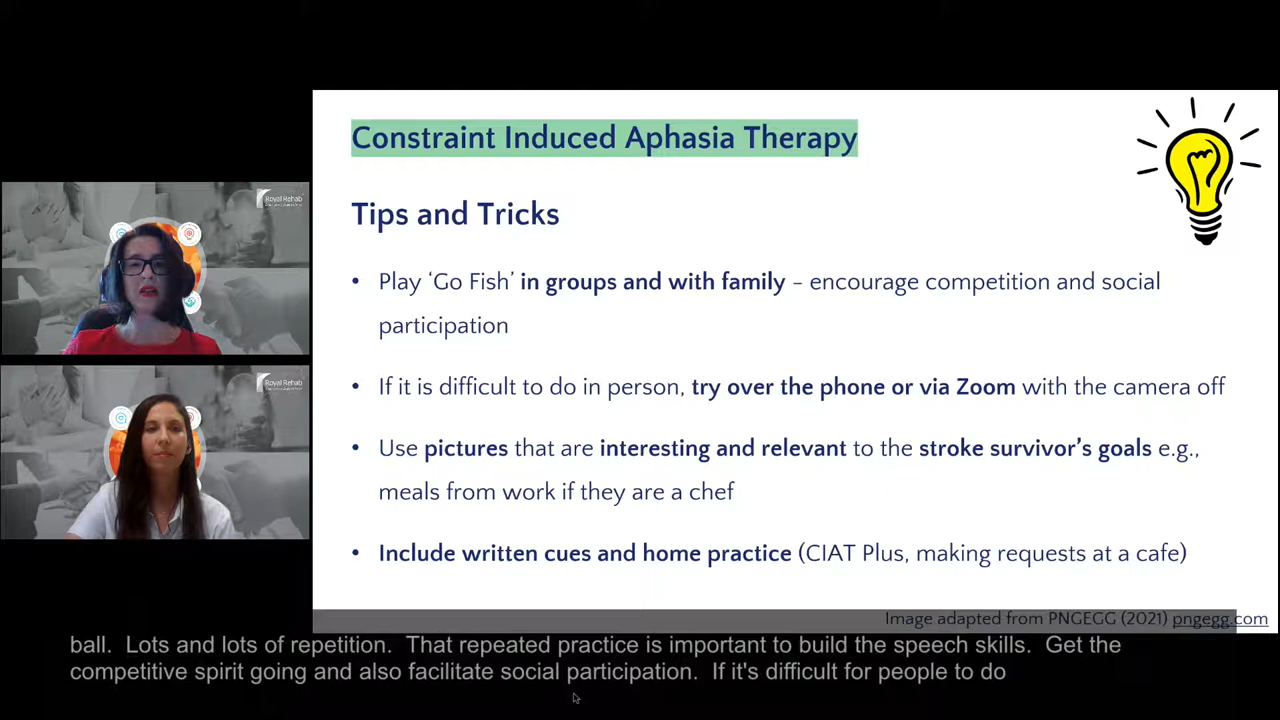 Constraint Induced Aphasia Therapy
Tips and Tricks
• Play ‘Go Fish’ in groups and with family – encourage competition and social
participation
• If it is difficult to do in person, try over the phone or via Zoom with the camera off
• Use pictures that are interesting and relevant to the stroke survivor’s goals e.g.,
meals from work if they are a chef
• Include written cues and home practice (CIAT Plus, making requests at a cafe)
Image adapted from PNGEGG (2021) pngegg.com
Royal Rehab
Royal Rehab
ball. Lots and lots of repetition. That repeated practice is important to build the speech skills. Get the
competitive spirit going and also facilitate social participation. If it's difficult for people to do